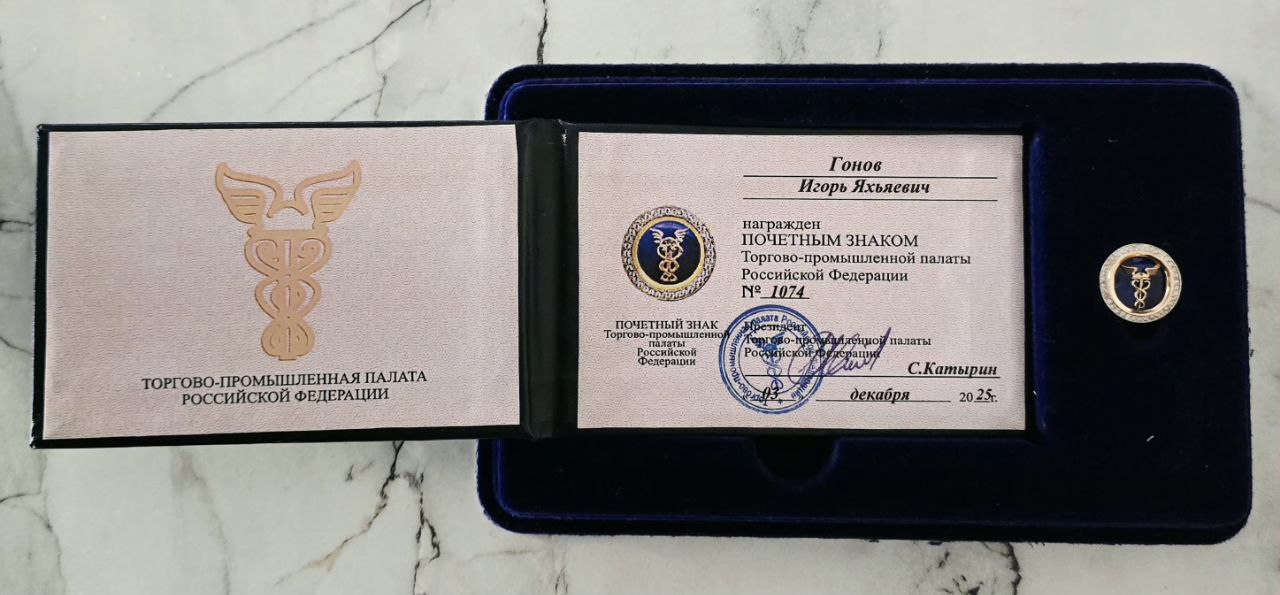 ТОРГОВО-ПРОМЫШЛЕННАЯ ПАЛАТА
РОССИЙСКОЙ ФЕДЕРАЦИИ
Гонов
Игорь Яхьяевич
награжден
ПОЧЕТНЫМ ЗНАКОМ
Торгово-промышленной палаты
Российской Федерации
№ 1074
ПОЧЕТНЫЙ ЗНАК
Торгово-промышленной
палаты
Российской
Федерации
Президент
Торгово-промышленной палаты
Российской Федерации
С.Катырин
03 декабря 2025г.